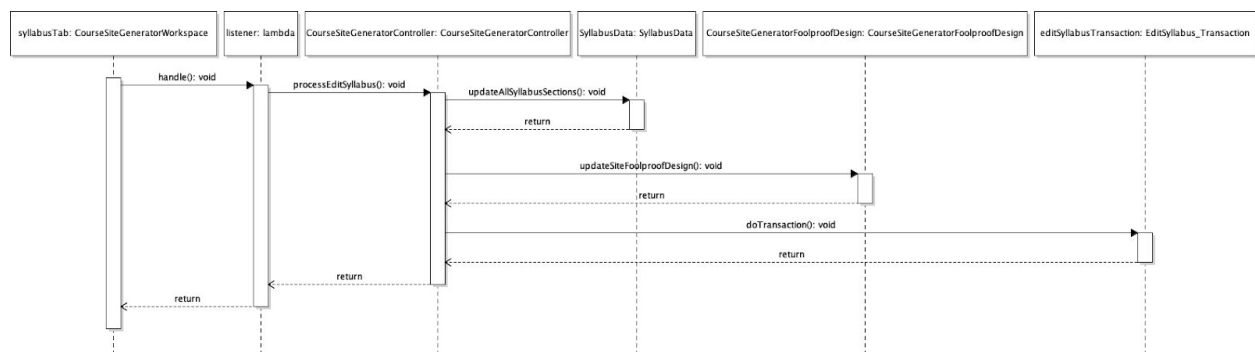 syllabusTab: CourseSiteGeneratorWorkspace
listener: lambda
CourseSiteGeneratorController: CourseSiteGeneratorController
SyllabusData: SyllabusData
CourseSiteGeneratorFoolproofDesign: CourseSiteGeneratorFoolproofDesign
editSyllabusTransaction: EditSyllabus_Transaction
handle(): void
processEditSyllabus(): void
updateAllSyllabusSections(): void
return
updateSiteFoolproofDesign(): void
return
doTransaction(): void
return
return
return